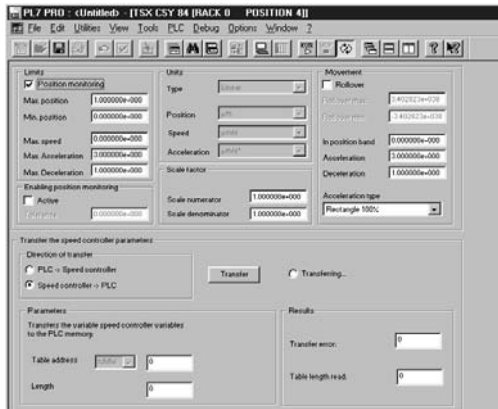 PL7 PRO : <Untitled> - [TSX CSY 84 [RACK 0 POSITION 4]]
File Edit Utilities View Tools PLC Debug Options Window ?
Limits
Position monitoring
Max. position 1.000000e+000
Min. position 0.000000e+000
Max. speed 0.000000e+000
Max. Acceleration 3.000000e+000
Max. Deceleration 1.000000e+000
Enabling position monitoring
Active
Tolerance 0.000000e+000
Units
Type Linear
Position
Speed
Acceleration
Scale factor
Scale numerator 1.000000e+000
Scale denominator 1.000000e+000
Movement
Rollover
3.402823e+038
-3.402823e+038
In position band 0.000000e+000
Acceleration 3.000000e+000
Deceleration 1.000000e+000
Acceleration type
Rectangle 100%
Transfer the speed controller parameters
Direction of transfer
PLC -> Speed controller
Speed controller -> PLC
Transfer
Transferring...
Parameters
Transfers the variable speed controller variables
to the PLC memory.
Table address 0
Length 0
Results
Transfer error: 0
Table length read: 0